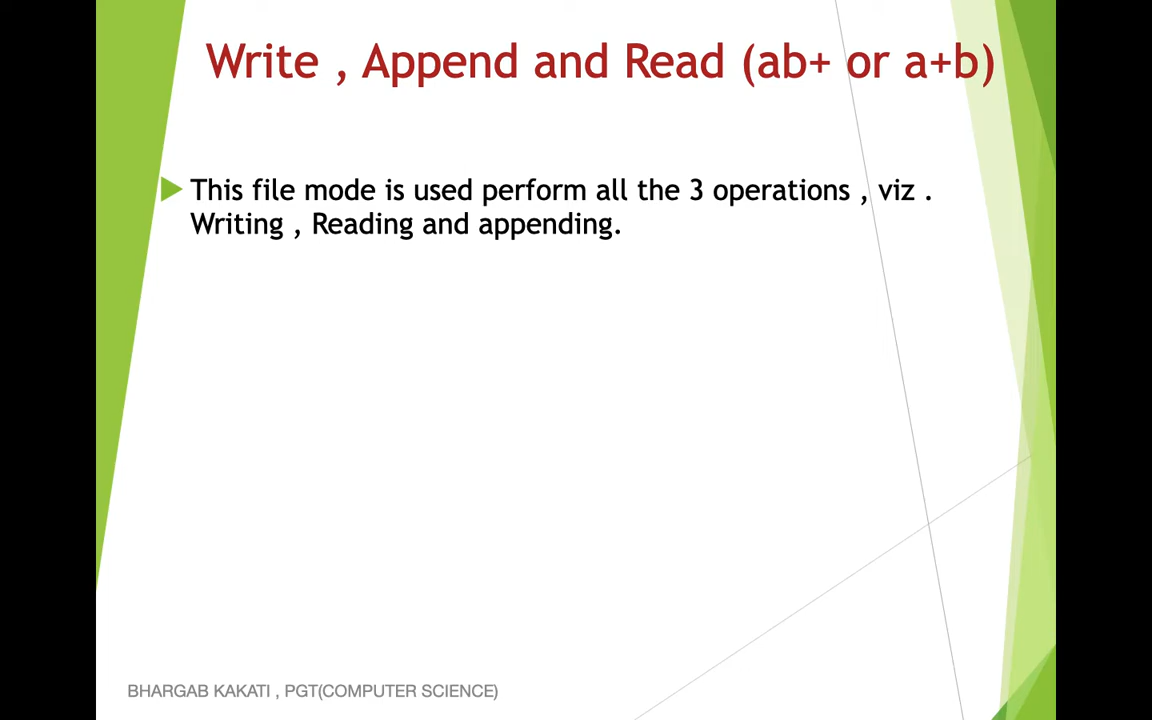 Write , Append and Read (ab+ or a+b)
This file mode is used perform all the 3 operations , viz .
Writing , Reading and appending.
BHARGAB KAKATI , PGT(COMPUTER SCIENCE)